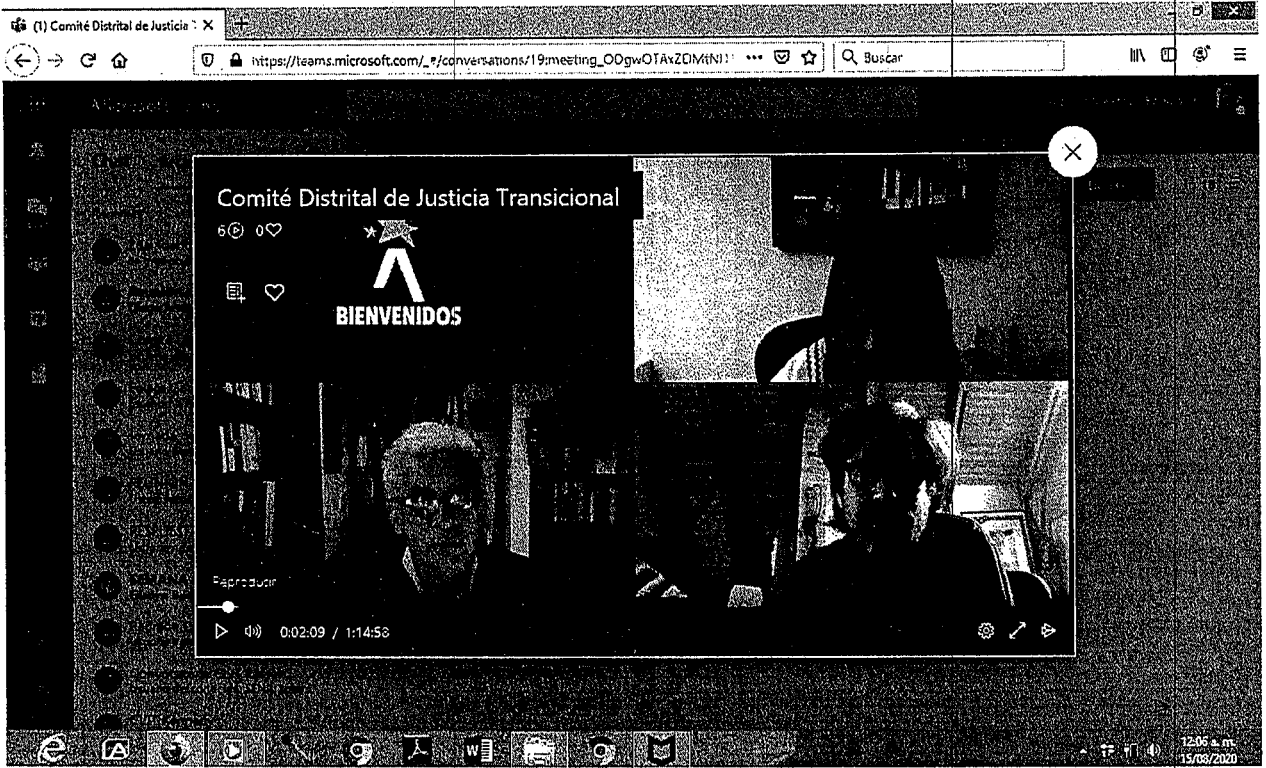 (1) Comité Distrital de Justicia
https://teams.microsoft.com/_#/conversations/19:meeting_
Buscar
Comité Distrital de Justicia Transicional
6 0
BIENVENIDOS
Reproducir
0:02:09 / 1:14:58
12:06 a. m.
15/08/2020